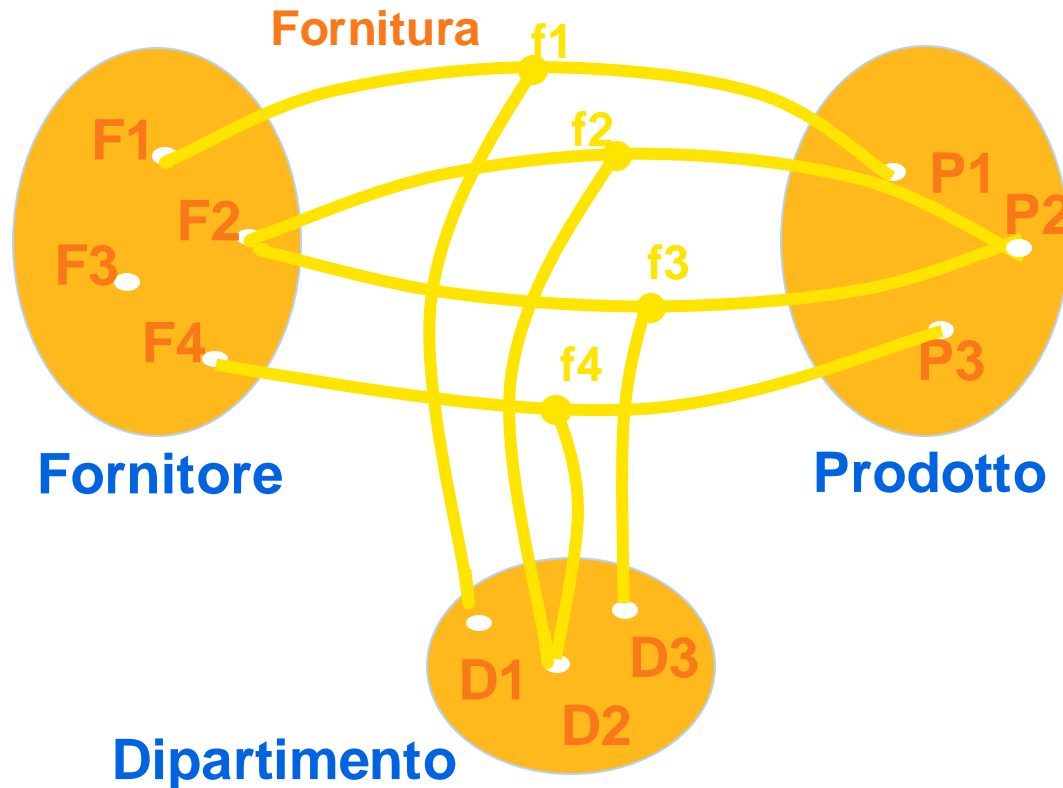 Fornitura
f1
f2
F1
P1
F2
P2
F3
f3
F4
f4
P3
Fornitore
Prodotto
D1
D3
D2
Dipartimento